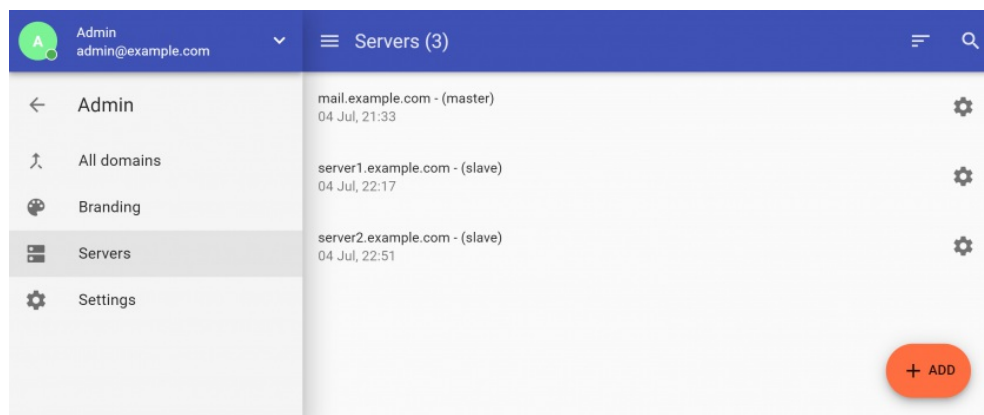 A
Admin
admin@example.com
Admin
All domains
Branding
Servers
Settings
Servers (3)
mail.example.com - (master)
04 Jul, 21:33
server1.example.com - (slave)
04 Jul, 22:17
server2.example.com - (slave)
04 Jul, 22:51
+ ADD